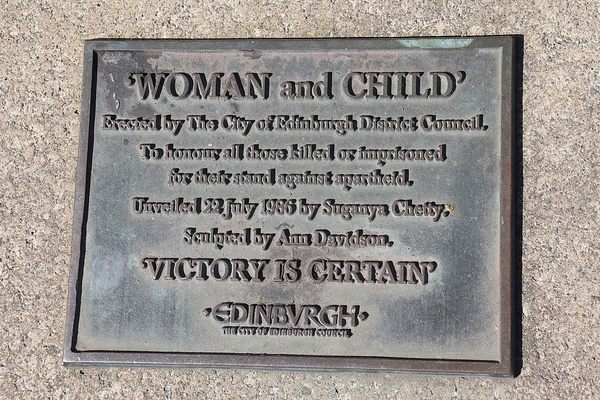 'WOMAN and CHILD'
Erected by The City of Edinburgh District Council.
To honour all those killed or imprisoned
for their stand against apartheid.
Unveiled 22 July 1986 by Suganya Chetty.
Sculpted by Ann Davidson.
'VICTORY IS CERTAIN'
·EDINBVRGH·
THE CITY OF EDINBURGH COUNCIL